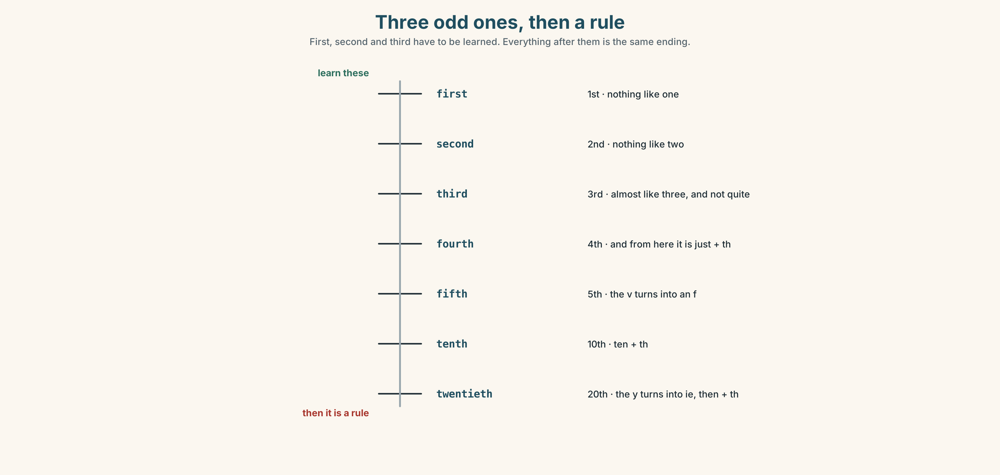 Three odd ones, then a rule
First, second and third have to be learned. Everything after them is the same ending.
learn these
first 1st · nothing like one
second 2nd · nothing like two
third 3rd · almost like three, and not quite
fourth 4th · and from here it is just + th
fifth 5th · the v turns into an f
tenth 10th · ten + th
twentieth 20th · the y turns into ie, then + th
then it is a rule